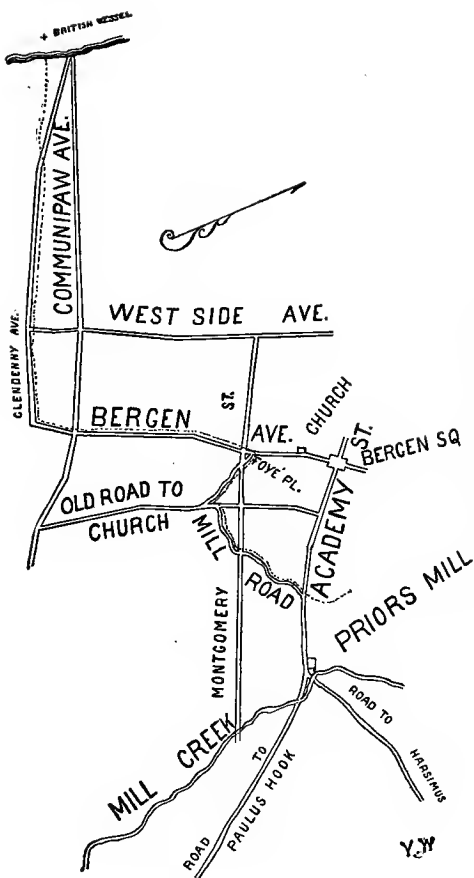 + BRITISH VESSEL
COMMUNIPAW AVE.
GLENDENNY AVE.
WEST SIDE AVE.
BERGEN AVE.
ST.
CHURCH
ST.
BERGEN SQ
FOYE' PL.
OLD ROAD TO
CHURCH
MILL
ROAD
ACADEMY
MONTGOMERY
PRIORS MILL
MILL CREEK
ROAD TO
PAULUS HOOK
ROAD TO
HARSIMUS
Y.W